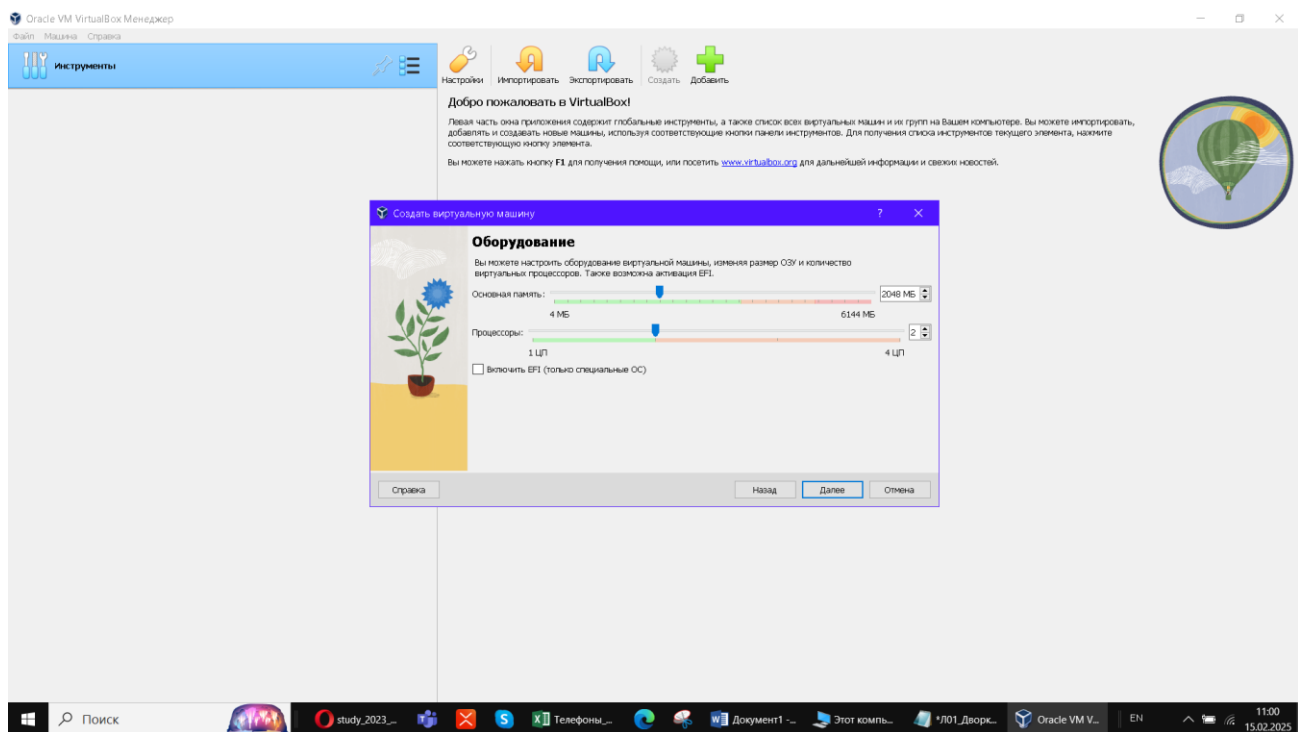 Oracle VM VirtualBox Менеджер
Файл Машина Справка
Инструменты
Настройки Импортировать Экспортировать Создать Добавить
Добро пожаловать в VirtualBox!
Левая часть окна приложения содержит глобальные инструменты, а также список всех виртуальных машин и их групп на Вашем компьютере. Вы можете импортировать,
добавлять и создавать новые машины, используя соответствующие кнопки панели инструментов. Для получения списка инструментов текущего элемента, нажмите
соответствующую кнопку элемента.
Вы можете нажать кнопку F1 для получения помощи, или посетить www.virtualbox.org для дальнейшей информации и свежих новостей.
Создать виртуальную машину
Оборудование
Вы можете настроить оборудование виртуальной машины, изменяя размер ОЗУ и количество
виртуальных процессоров. Также возможна активация EFI.
Основная память: 2048 МБ
4 МБ 6144 МБ
Процессоры: 2
1 ЦП 4 ЦП
Включить EFI (только специальные ОС)
Справка Назад Далее Отмена
Поиск study_2023_... Телефоны_... Документ1 -... Этот компь... *Л01_Дворк... Oracle VM V... EN 11:00
15.02.2025